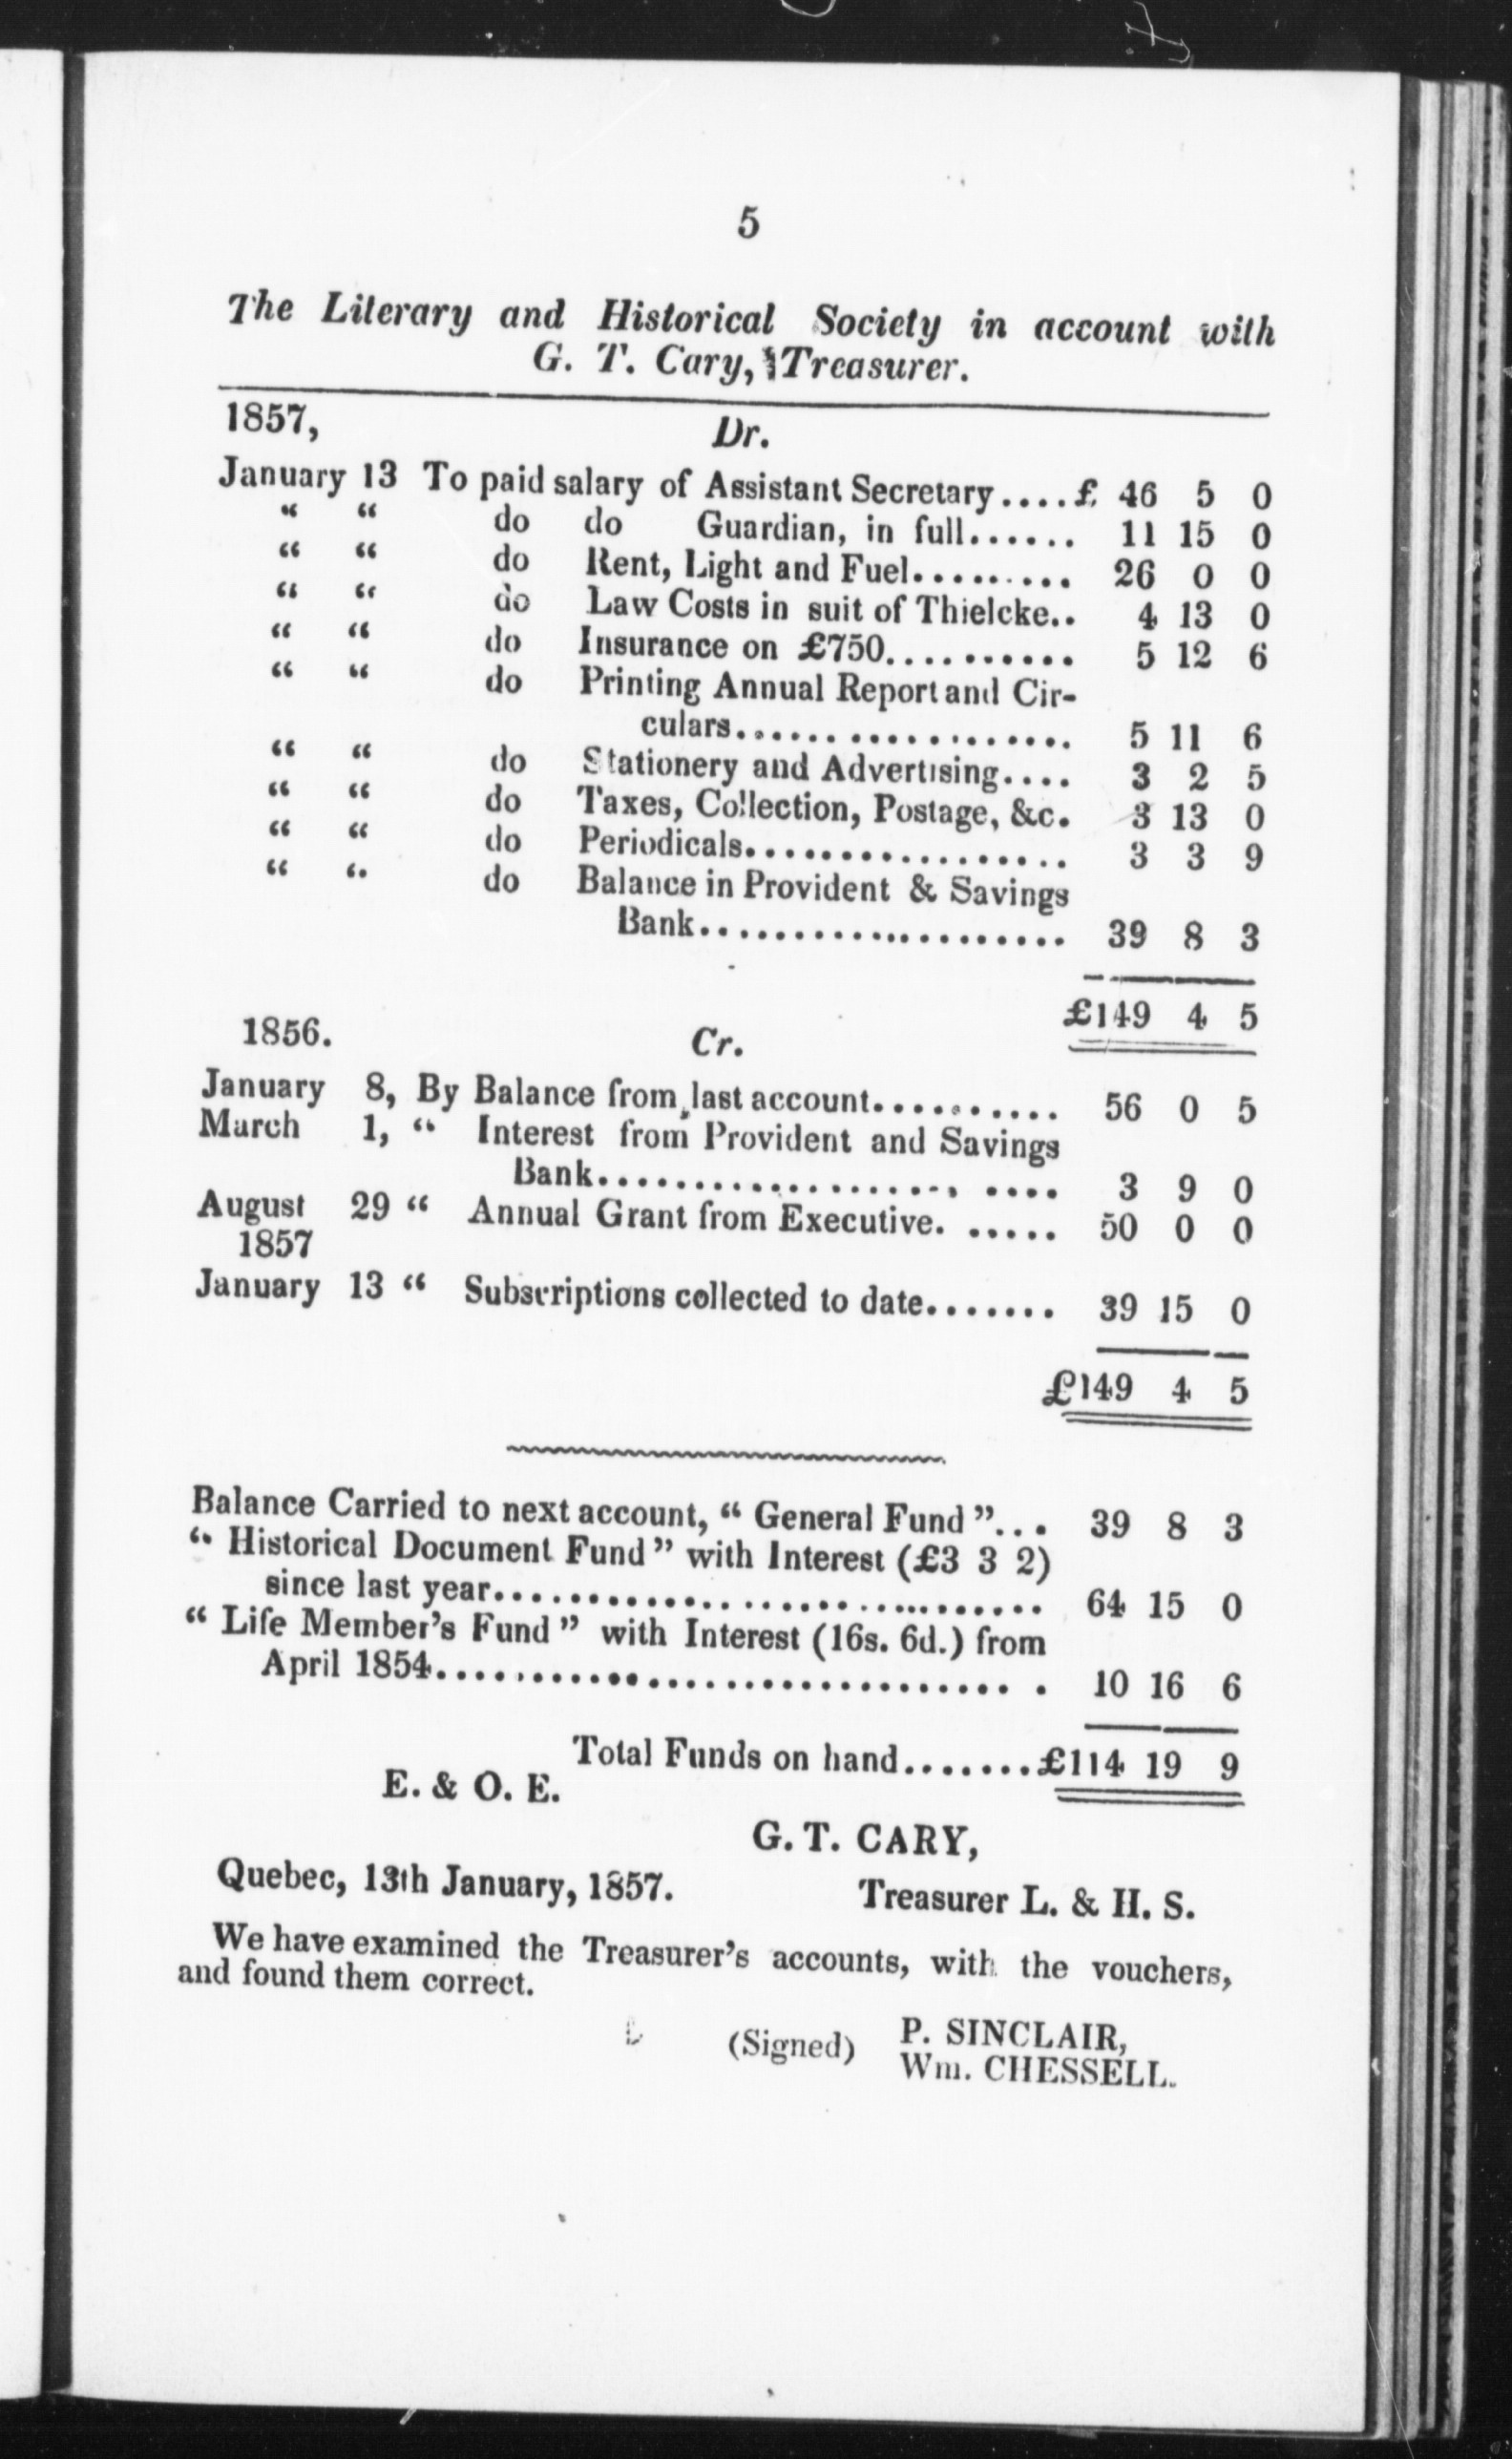 5
The Literary and Historical Society in account with
G. T. Cary, Treasurer.
1857,
Dr.
January 13 To paid salary of Assistant Secretary....£ 46 5 0
“ “ do do Guardian, in full...... 11 15 0
“ “ do Rent, Light and Fuel......... 26 0 0
“ “ do Law Costs in suit of Thielcke.. 4 13 0
“ “ do Insurance on £750.......... 5 12 6
“ “ do Printing Annual Report and Cir-
culars.................. 5 11 6
“ “ do Stationery and Advertising.... 3 2 5
“ “ do Taxes, Collection, Postage, &c. 3 13 0
“ “ do Periodicals................. 3 3 9
“ “ do Balance in Provident & Savings
Bank................... 39 8 3
£149 4 5
1856.
Cr.
January 8, By Balance from last account.......... 56 0 5
March 1, “ Interest from Provident and Savings
Bank....................... 3 9 0
August 29 “ Annual Grant from Executive. ..... 50 0 0
1857
January 13 “ Subscriptions collected to date....... 39 15 0
£149 4 5
Balance Carried to next account, “ General Fund ”... 39 8 3
“ Historical Document Fund ” with Interest (£3 3 2)
since last year............................. 64 15 0
“ Life Member's Fund ” with Interest (16s. 6d.) from
April 1854................................ 10 16 6
Total Funds on hand.......£114 19 9
E. & O. E.
G. T. CARY,
Quebec, 13th January, 1857.
Treasurer L. & H. S.
We have examined the Treasurer's accounts, with the vouchers,
and found them correct.
(Signed) P. SINCLAIR,
Wm. CHESSELL.